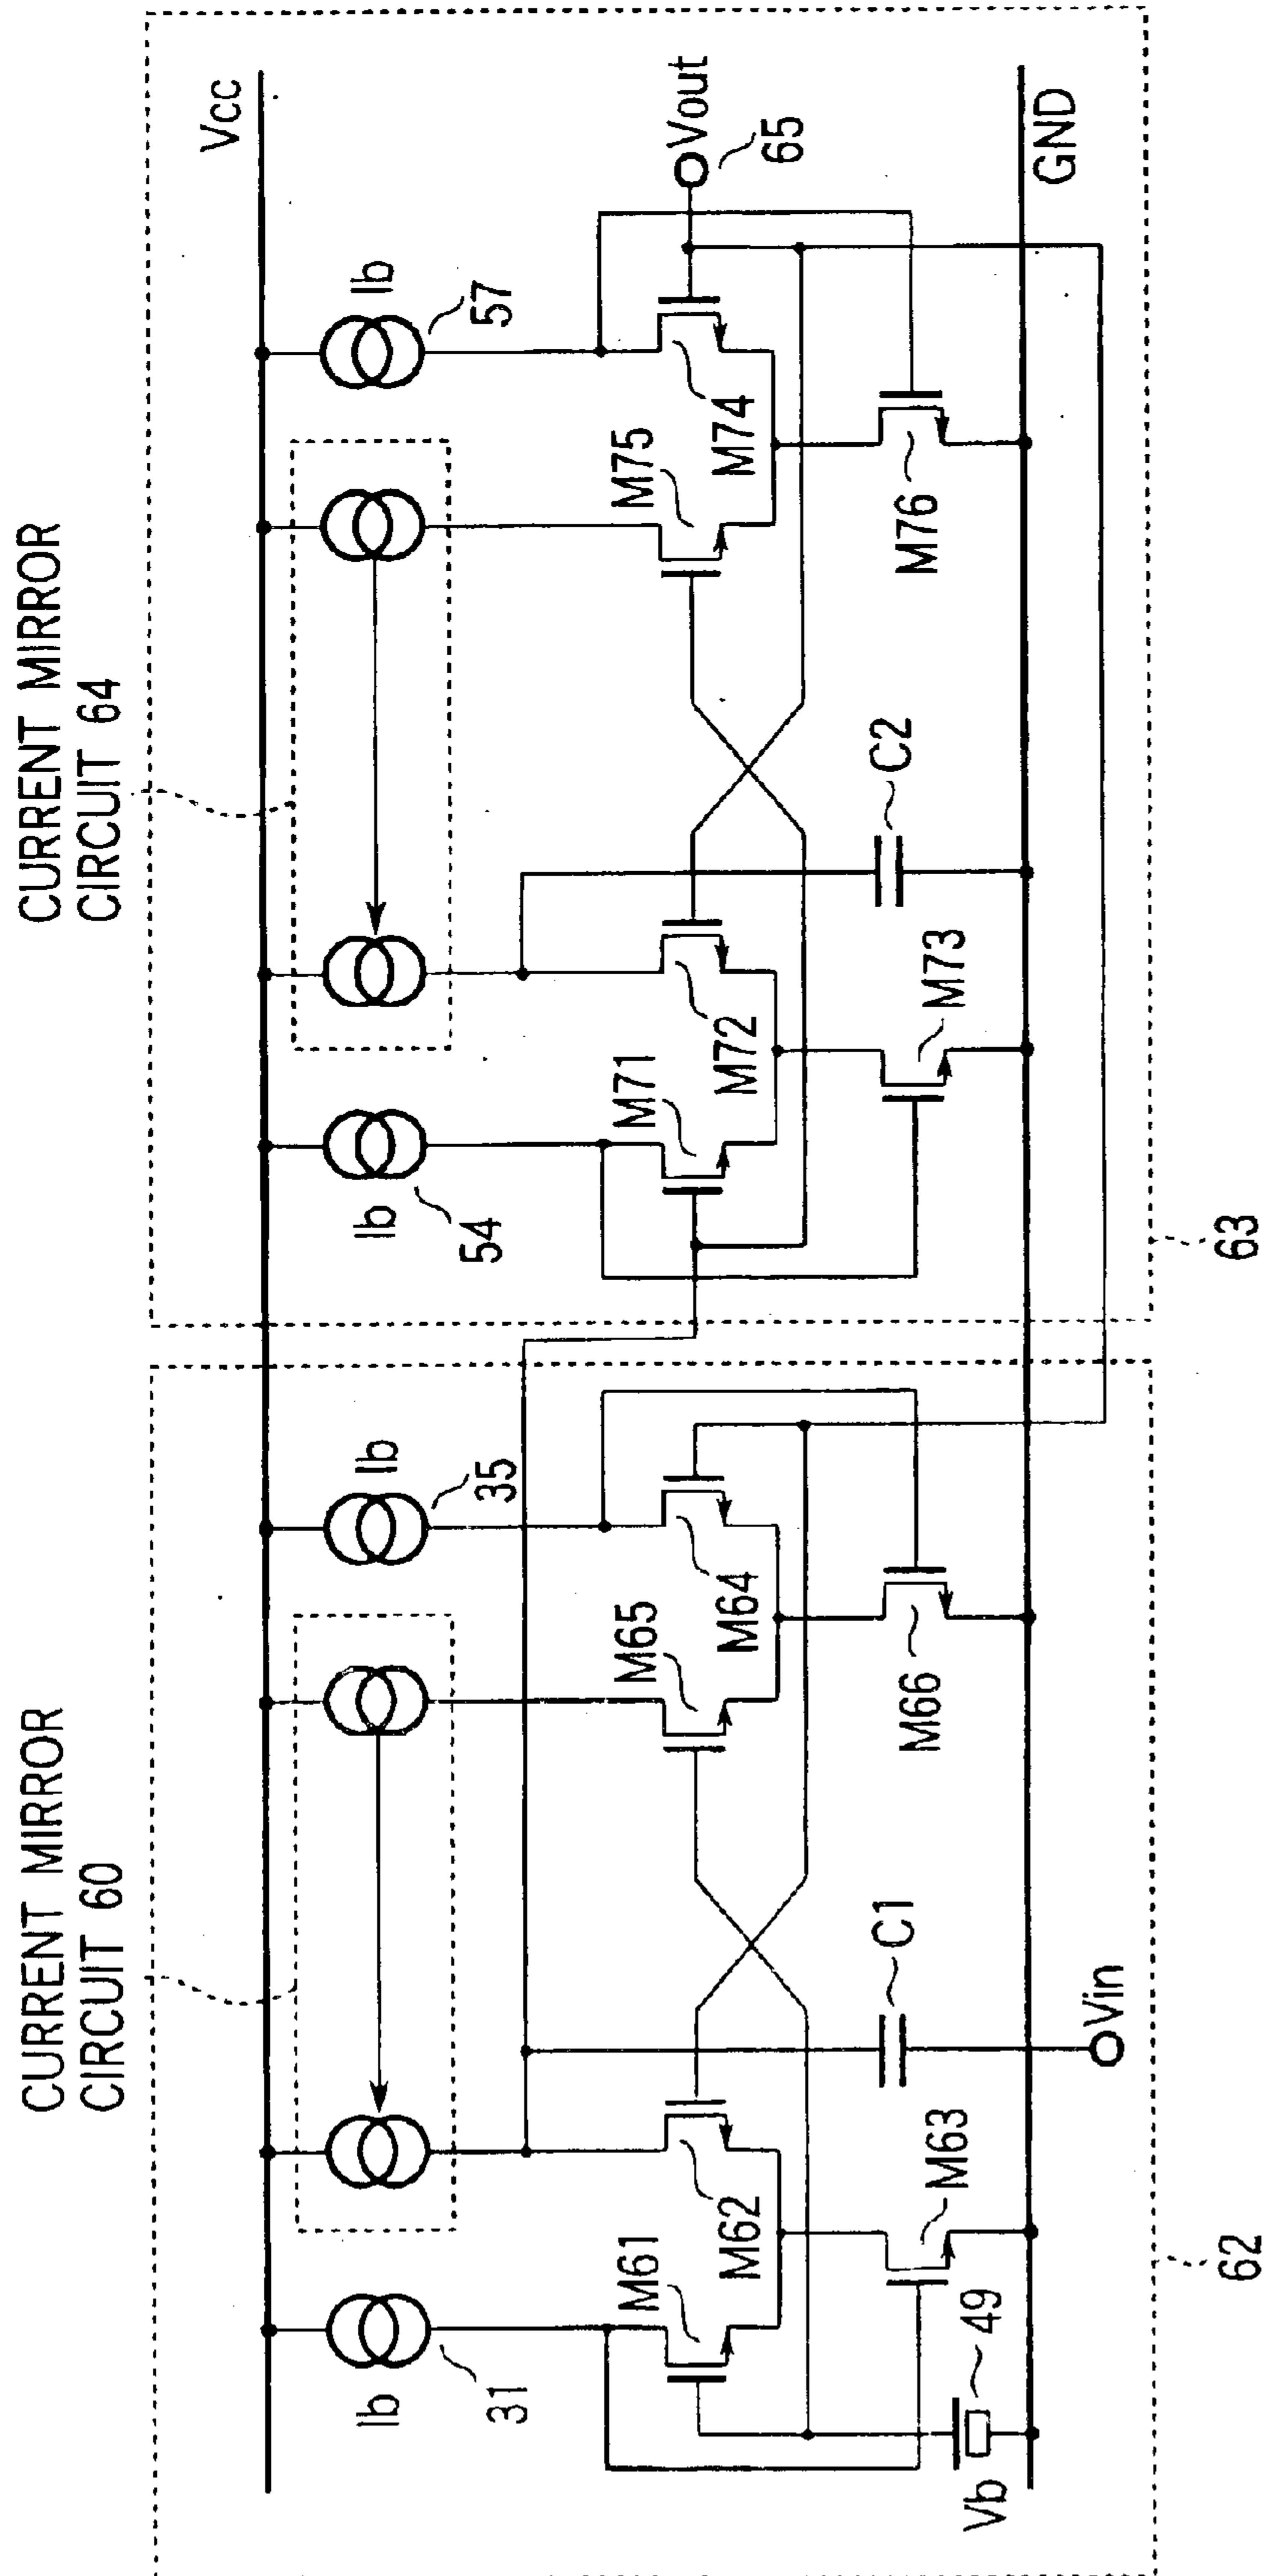 CURRENT MIRROR
CIRCUIT 60
CURRENT MIRROR
CIRCUIT 64
Vcc
Ib
31
Ib
35
Ib
54
Ib
57
M61
M62
M65
M64
M71
M72
M75
M74
Vout
65
M63
C1
M66
M73
C2
M76
Vb
49
Vin
GND
62
63